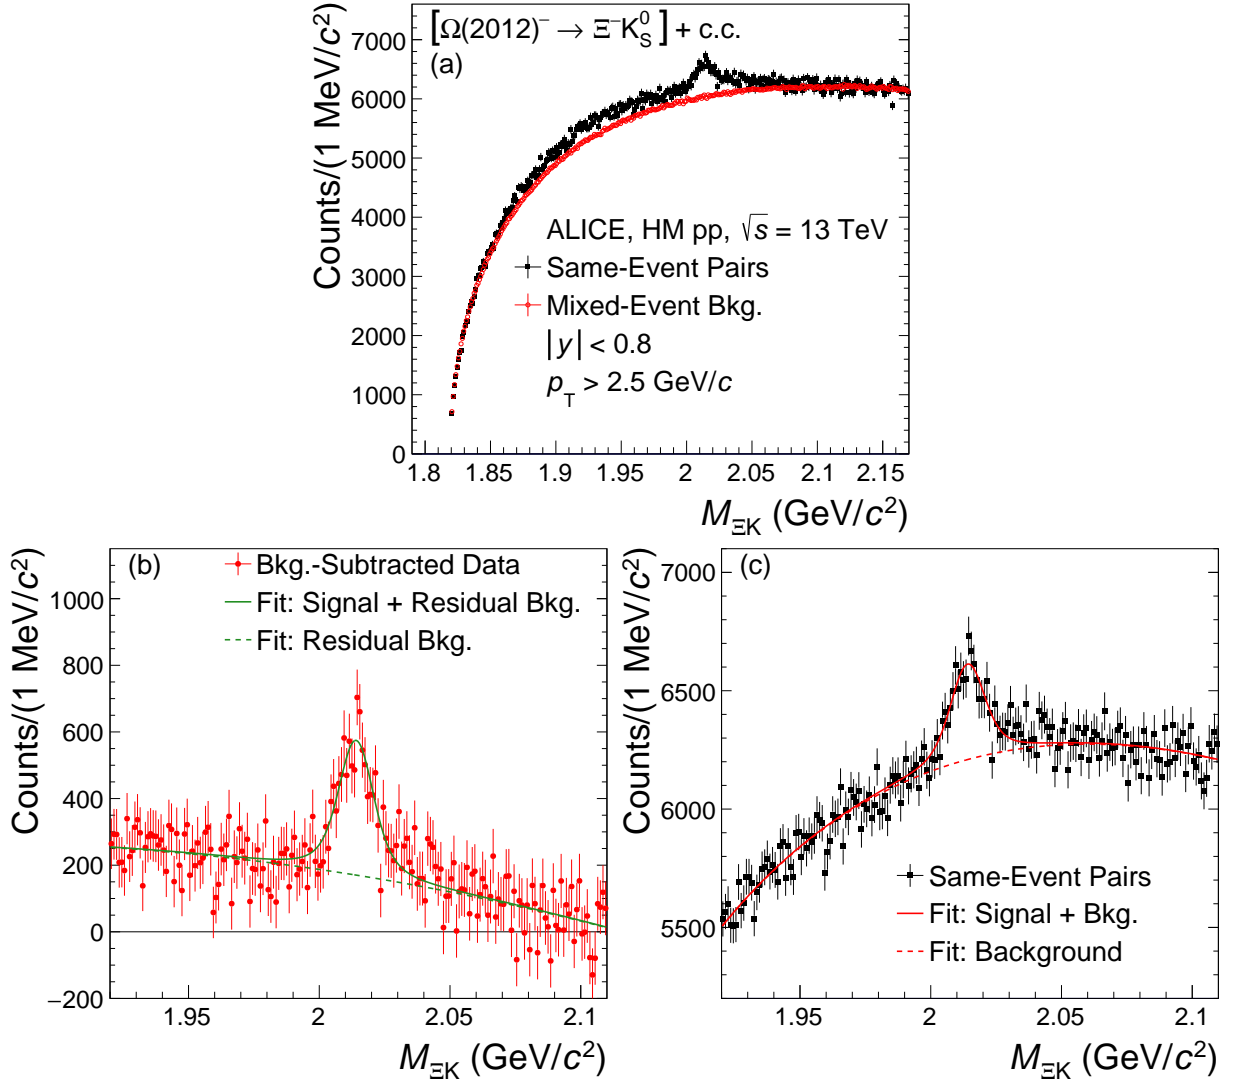 [Ω(2012)⁻ → Ξ⁻K⁰_S] + c.c.
(a)
Counts/(1 MeV/c²)
7000
6000
5000
4000
3000
2000
1000
0
ALICE, HM pp, √s = 13 TeV
Same-Event Pairs
Mixed-Event Bkg.
|y| < 0.8
p_T > 2.5 GeV/c
1.8 1.85 1.9 1.95 2 2.05 2.1 2.15
M_ΞK (GeV/c²)
(b)
Counts/(1 MeV/c²)
Bkg.-Subtracted Data
Fit: Signal + Residual Bkg.
Fit: Residual Bkg.
1000
800
600
400
200
0
−200
1.95 2 2.05 2.1
M_ΞK (GeV/c²)
(c)
Counts/(1 MeV/c²)
7000
6500
6000
5500
Same-Event Pairs
Fit: Signal + Bkg.
Fit: Background
1.95 2 2.05 2.1
M_ΞK (GeV/c²)